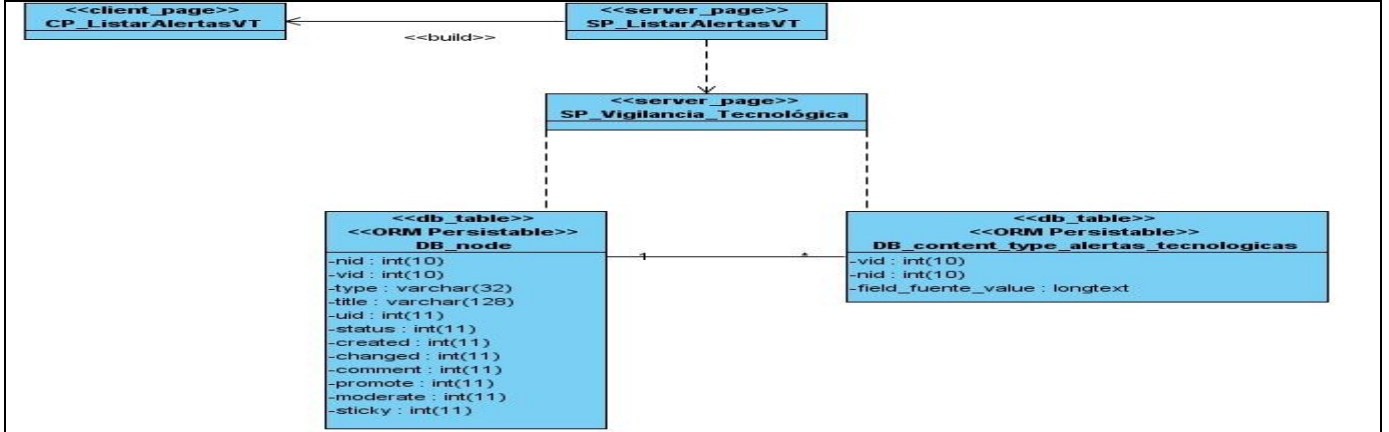 <<client_page>>
CP_ListarAlertasVT
<<server_page>>
SP_ListarAlertasVT
<<build>>
<<server_page>>
SP_Vigilancia_Tecnológica
<<db_table>>
<<ORM Persistable>>
DB_node
-nid : int(10)
-vid : int(10)
-type : varchar(32)
-title : varchar(128)
-uid : int(11)
-status : int(11)
-created : int(11)
-changed : int(11)
-comment : int(11)
-promote : int(11)
-moderate : int(11)
-sticky : int(11)
1
*
<<db_table>>
<<ORM Persistable>>
DB_content_type_alertas_tecnologicas
-vid : int(10)
-nid : int(10)
-field_fuente_value : longtext